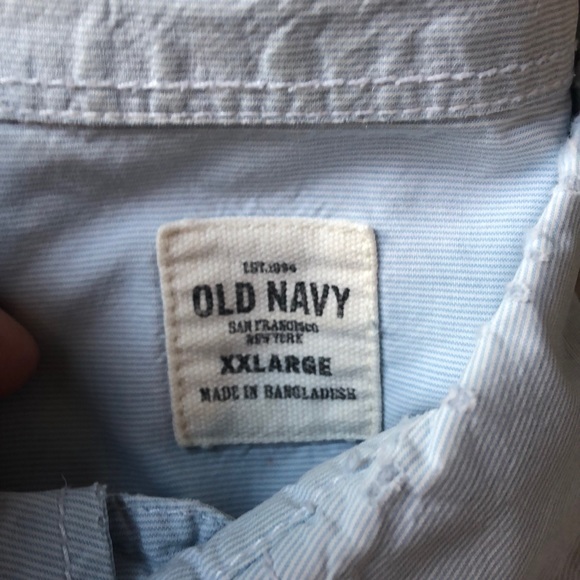 EST.1994
OLD NAVY
SAN FRANCISCO
NEW YORK
XXLARGE
MADE IN BANGLADESH